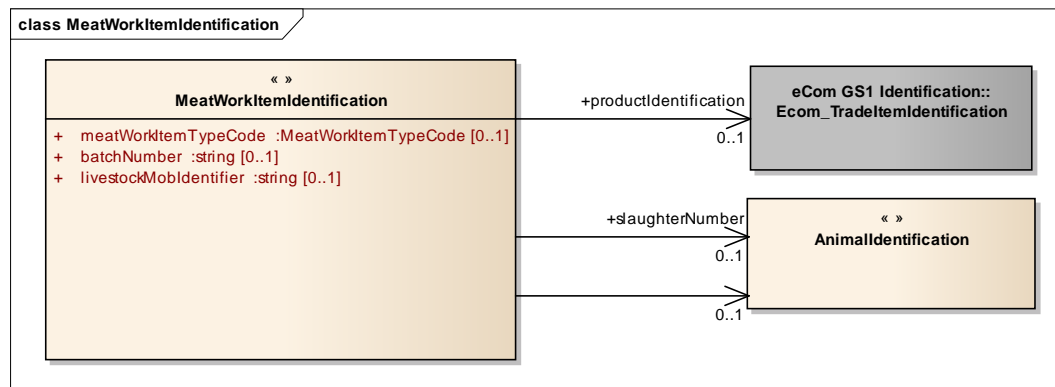 class MeatWorkItemIdentification
« »
MeatWorkItemIdentification
+ meatWorkItemTypeCode :MeatWorkItemTypeCode [0..1]
+ batchNumber :string [0..1]
+ livestockMobIdentifier :string [0..1]
+productIdentification
0..1
eCom GS1 Identification::
Ecom_TradeItemIdentification
+slaughterNumber
0..1
« »
AnimalIdentification
0..1